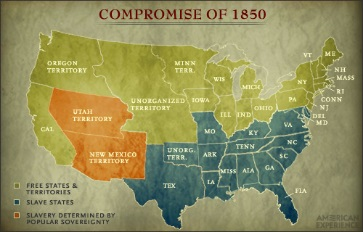 COMPROMISE OF 1850
OREGON
TERRITORY
MINN.
TERR.
UNORGANIZED
TERRITORY
WIS
MICH
IOWA
ILL
IND
OHIO
PA
NY
VT
NH
ME
MASS
RI
CONN
NJ
DEL
MD
CAL
UTAH
TERRITORY
NEW MEXICO
TERRITORY
UNORG.
TERR.
MO
KY
VA
TENN
NC
SC
ARK
MISS
ALA
GA
LA
TEX
FLA
FREE STATES &
TERRITORIES
SLAVE STATES
SLAVERY DETERMINED BY
POPULAR SOVEREIGNTY
AMERICAN
EXPERIENCE